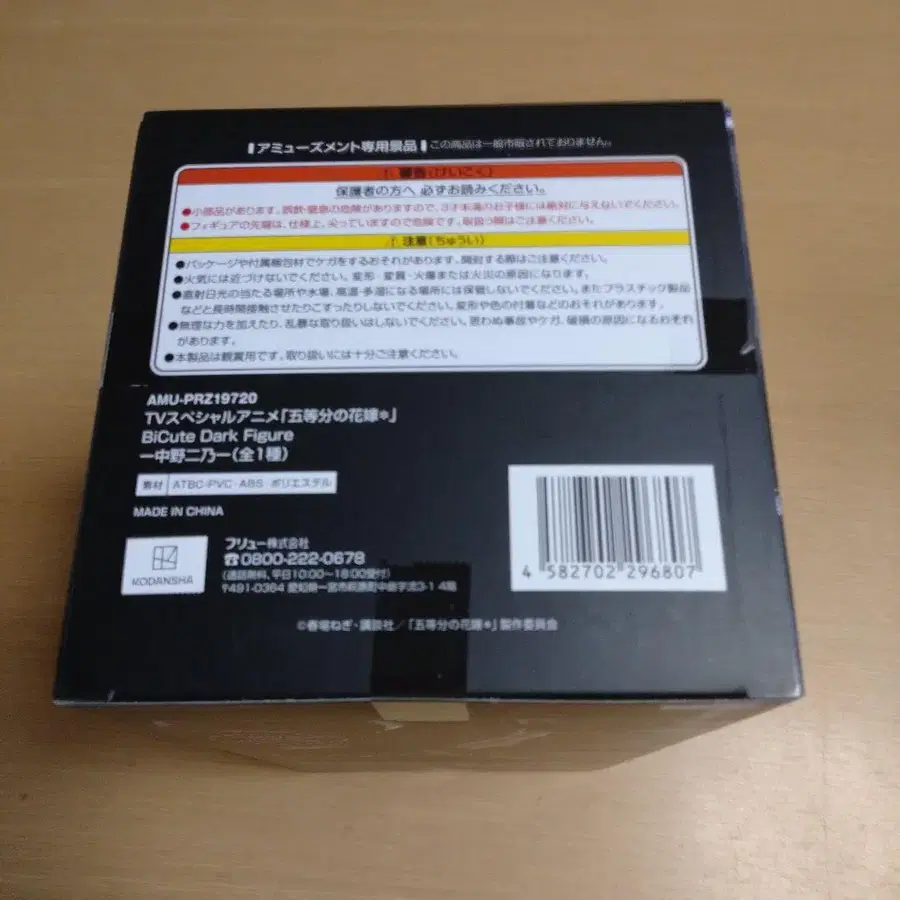 アミューズメント専用景品 この商品は一般市販されておりません。
警告(けいこく)
保護者の方へ 必ずお読みください。
●小部品があります。誤飲・窒息の危険がありますので、3才未満のお子様には絶対に与えないでください。
●フィギュアの先端は、仕様上、尖っていますので危険です。取扱う際はご注意ください。
注意(ちゅうい)
●パッケージや付属梱包材でケガをするおそれがあります。開封する際はご注意ください。
●火気には近づけないでください。変形・変質・火傷または火災の原因になります。
●直射日光の当たる場所や水場、高温・多湿になる場所には保管しないでください。またプラスチック製品
などと長時間接触させたりこすったりしないでください。変形や色の付着などのおそれがあります。
●無理な力を加えたり、乱暴な取り扱いはしないでください。思わぬ事故やケガ、破損の原因になるおそれ
があります。
●本製品は観賞用です。取り扱いには十分ご注意ください。
AMU-PRZ19720
TVスペシャルアニメ「五等分の花嫁*」
BiCute Dark Figure
ー中野二乃ー(全1種)
素材 ATBC-PVC・ABS・ポリエステル
MADE IN CHINA
KODANSHA
フリュー株式会社
☎0800-222-0678
(通話無料、平日10:00~18:00受付)
〒491-0364 愛知県一宮市萩原町中島字流3-1 4階
4 582702 296807
©春場ねぎ・講談社/「五等分の花嫁*」製作委員会